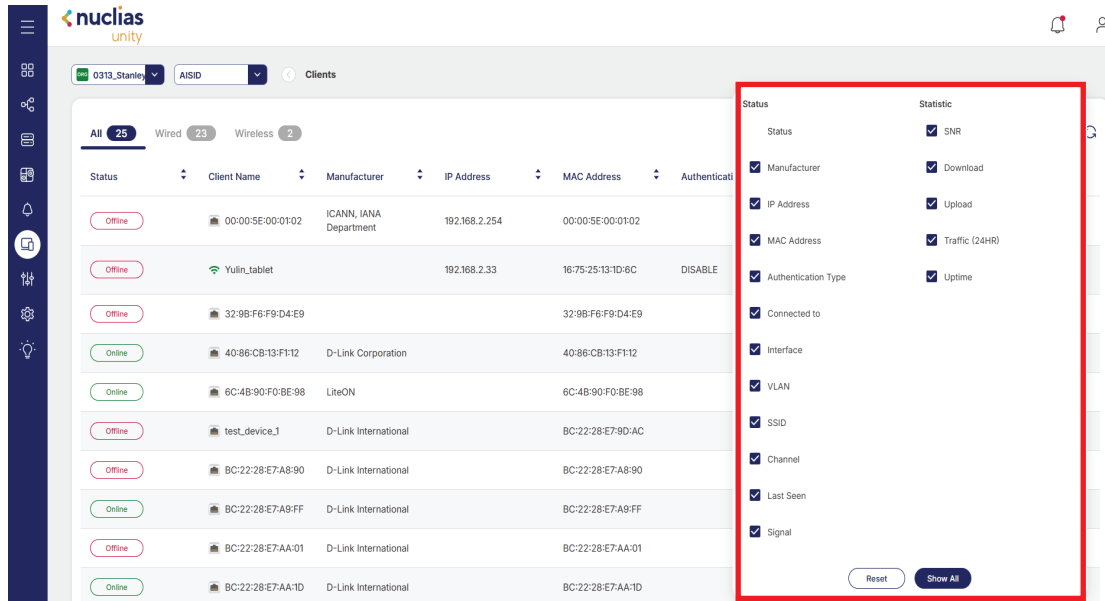 nuclias
unity
ORG 0313_Stanley AISID Clients
All 25 Wired 23 Wireless 2
Status Client Name Manufacturer IP Address MAC Address Authenticati
Offline 00:00:5E:00:01:02 ICANN, IANA Department 192.168.2.254 00:00:5E:00:01:02
Offline Yulin_tablet 192.168.2.33 16:75:25:13:1D:6C DISABLE
Offline 32:9B:F6:F9:D4:E9 32:9B:F6:F9:D4:E9
Online 40:86:CB:13:F1:12 D-Link Corporation 40:86:CB:13:F1:12
Online 6C:4B:90:F0:BE:98 LiteON 6C:4B:90:F0:BE:98
Offline test_device_1 D-Link International BC:22:28:E7:9D:AC
Offline BC:22:28:E7:A8:90 D-Link International BC:22:28:E7:A8:90
Online BC:22:28:E7:A9:FF D-Link International BC:22:28:E7:A9:FF
Offline BC:22:28:E7:AA:01 D-Link International BC:22:28:E7:AA:01
Online BC:22:28:E7:AA:1D D-Link International BC:22:28:E7:AA:1D
Status
Status
Manufacturer
IP Address
MAC Address
Authentication Type
Connected to
Interface
VLAN
SSID
Channel
Last Seen
Signal
Statistic
SNR
Download
Upload
Traffic (24HR)
Uptime
Reset Show All